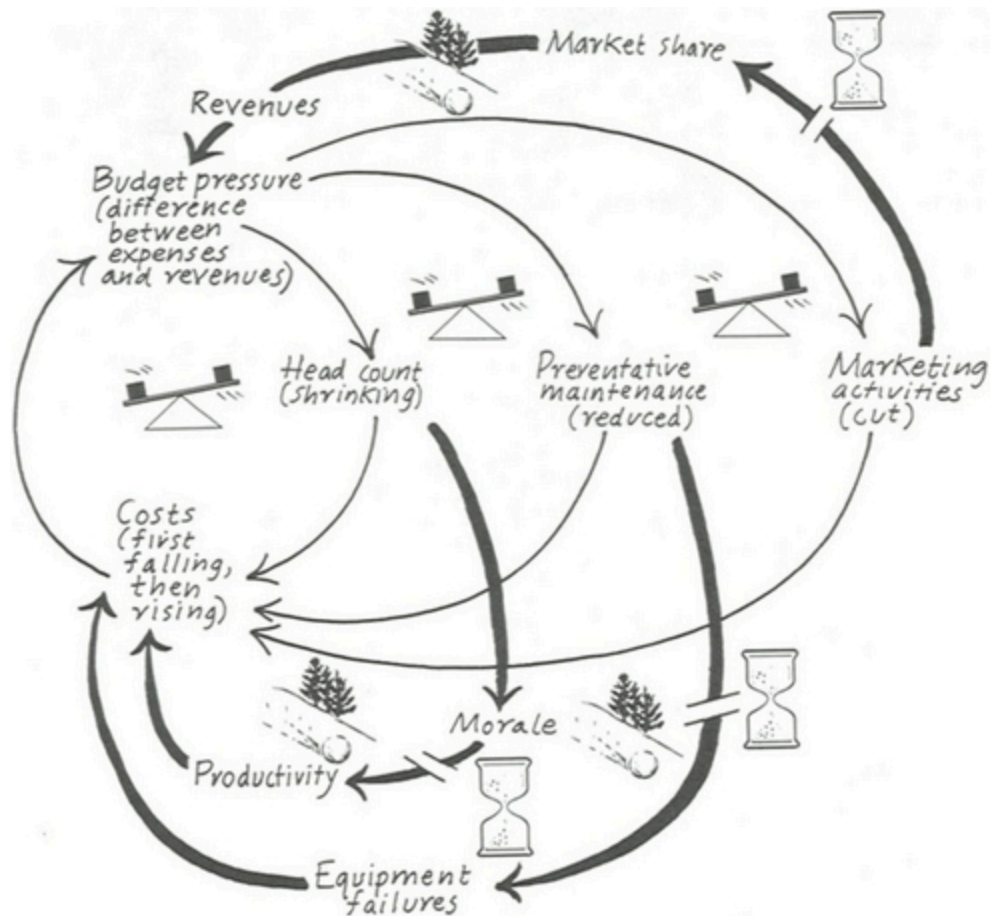 Market share
Revenues
Budget pressure
(difference
between
expenses
and revenues)
Head count
(shrinking)
Preventative
maintenance
(reduced)
Marketing
activities
(cut)
Costs
(first
falling,
then
rising)
Morale
Productivity
Equipment
failures